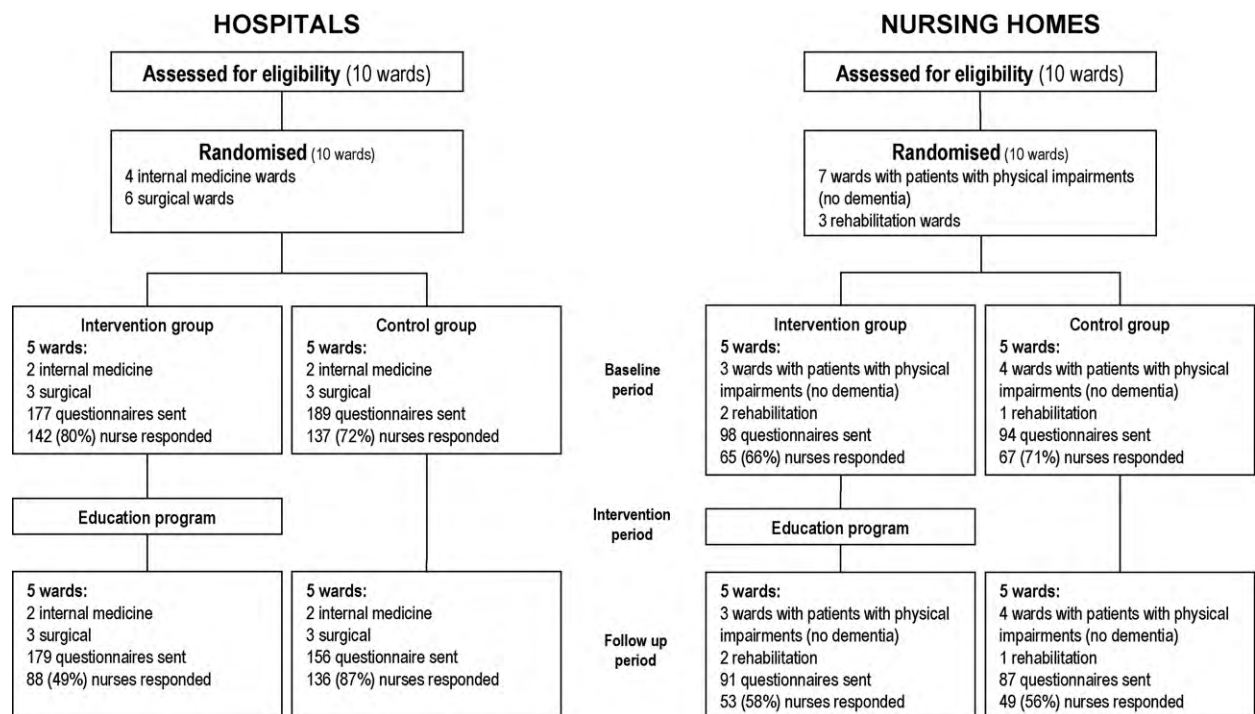 HOSPITALS
Assessed for eligibility (10 wards)
Randomised (10 wards)
4 internal medicine wards
6 surgical wards
Intervention group
5 wards:
2 internal medicine
3 surgical
177 questionnaires sent
142 (80%) nurse responded
Control group
5 wards:
2 internal medicine
3 surgical
189 questionnaires sent
137 (72%) nurses responded
Education program
5 wards:
2 internal medicine
3 surgical
179 questionnaires sent
88 (49%) nurses responded
5 wards:
2 internal medicine
3 surgical
156 questionnaire sent
136 (87%) nurses responded
Baseline
period
Intervention
period
Follow up
period
NURSING HOMES
Assessed for eligibility (10 wards)
Randomised (10 wards)
7 wards with patients with physical impairments
(no dementia)
3 rehabilitation wards
Intervention group
5 wards:
3 wards with patients with physical
impairments (no dementia)
2 rehabilitation
98 questionnaires sent
65 (66%) nurses responded
Control group
5 wards:
4 wards with patients with physical
impairments (no dementia)
1 rehabilitation
94 questionnaires sent
67 (71%) nurses responded
Education program
5 wards:
3 wards with patients with physical
impairments (no dementia)
2 rehabilitation
91 questionnaires sent
53 (58%) nurses responded
5 wards:
4 wards with patients with physical
impairments (no dementia)
1 rehabilitation
87 questionnaires sent
49 (56%) nurses responded